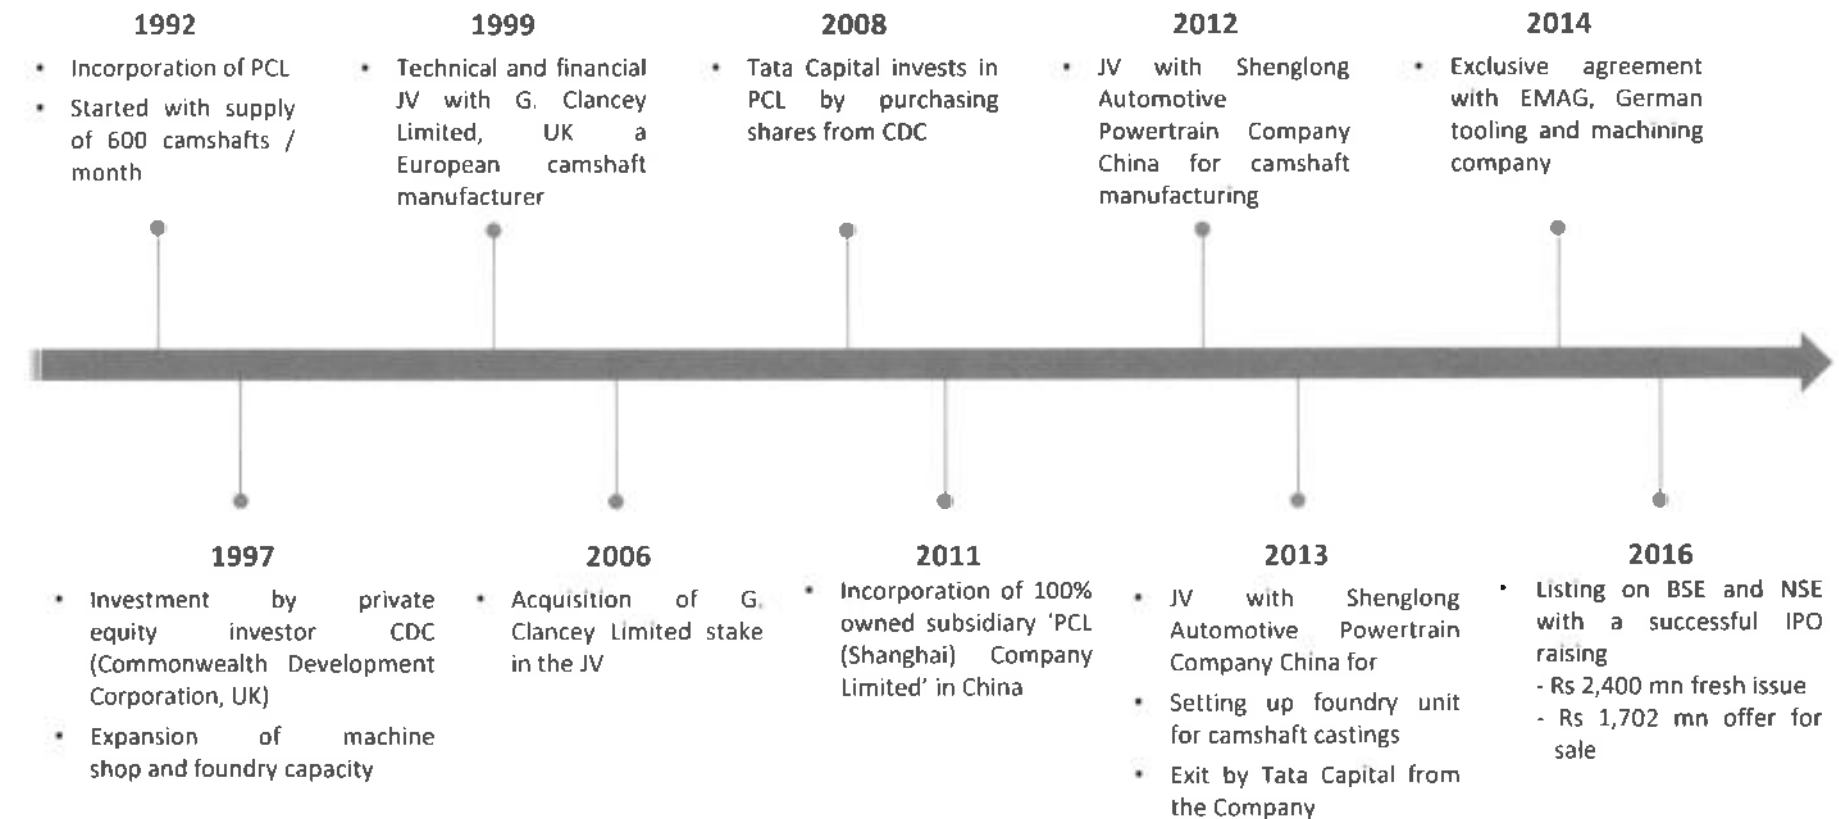 1992
• Incorporation of PCL
• Started with supply
of 600 camshafts /
month
1999
• Technical and financial
JV with G. Clancey
Limited, UK a
European camshaft
manufacturer
2008
• Tata Capital invests in
PCL by purchasing
shares from CDC
2012
• JV with Shenglong
Automotive
Powertrain Company
China for camshaft
manufacturing
2014
• Exclusive agreement
with EMAG, German
tooling and machining
company
1997
• Investment by private
equity investor CDC
(Commonwealth Development
Corporation, UK)
• Expansion of machine
shop and foundry capacity
2006
• Acquisition of G.
Clancey Limited stake
in the JV
2011
• Incorporation of 100%
owned subsidiary 'PCL
(Shanghai) Company
Limited' in China
2013
• JV with Shenglong
Automotive Powertrain
Company China for
• Setting up foundry unit
for camshaft castings
• Exit by Tata Capital from
the Company
2016
• Listing on BSE and NSE
with a successful IPO
raising
- Rs 2,400 mn fresh issue
- Rs 1,702 mn offer for
sale